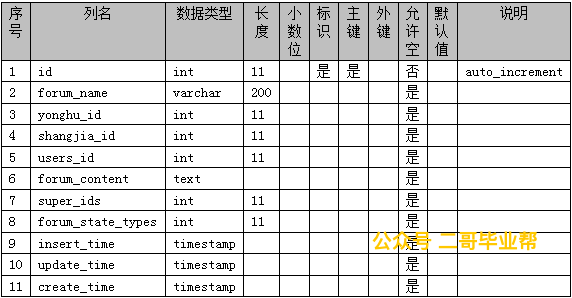 序号 列名 数据类型 长度 小数位 标识 主键 外键 允许空 默认值 说明
1 id int 11 是 是 否 auto_increment
2 forum_name varchar 200 是
3 yonghu_id int 11 是
4 shangjia_id int 11 是
5 users_id int 11 是
6 forum_content text 是
7 super_ids int 11 是
8 forum_state_types int 11 是
9 insert_time timestamp 是
公众号 二哥毕业帮
10 update_time timestamp 是
11 create_time timestamp 是